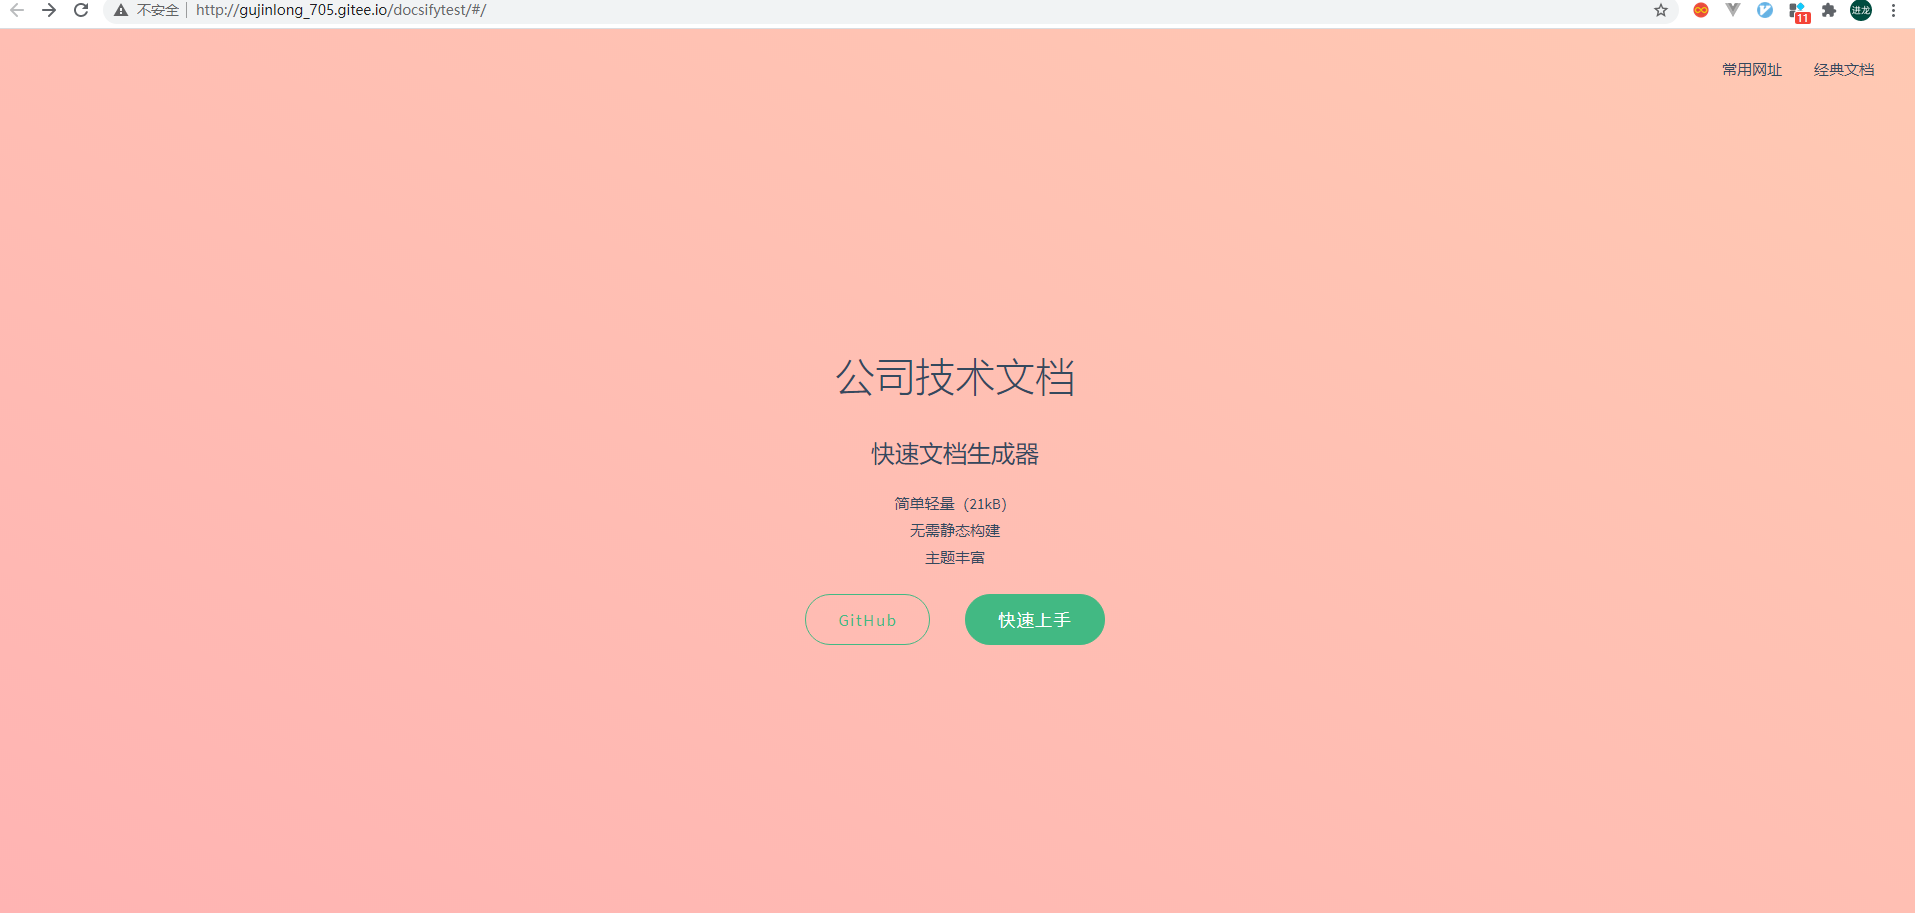 不安全 | http://gujinlong_705.gitee.io/docsifytest/#/
11
进龙
常用网址 经典文档
公司技术文档
快速文档生成器
简单轻量（21kB）
无需静态构建
主题丰富
GitHub 快速上手